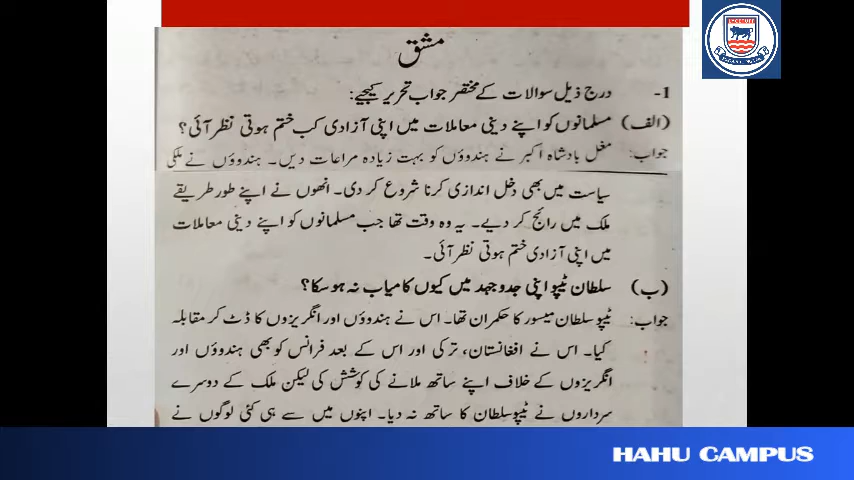 مشق
1- درج ذیل سوالات کے مختصر جواب تحریر کیجیے:
(الف) مسلمانوں کو اپنے دینی معاملات میں اپنی آزادی کب ختم ہوتی نظر آئی؟
جواب: مغل بادشاہ اکبر نے ہندوؤں کو بہت زیادہ مراعات دیں۔ ہندوؤں نے ملکی
سیاست میں بھی دخل اندازی کرنا شروع کر دی۔ انھوں نے اپنے طور طریقے
ملک میں رائج کر دیے۔ یہ وہ وقت تھا جب مسلمانوں کو اپنے دینی معاملات
میں اپنی آزادی ختم ہوتی نظر آئی۔
(ب) سلطان ٹیپو اپنی جدوجہد میں کیوں کامیاب نہ ہو سکا؟
جواب: ٹیپو سلطان میسور کا حکمران تھا۔ اس نے ہندوؤں اور انگریزوں کا ڈٹ کر مقابلہ
کیا۔ اس نے افغانستان، ترکی اور اس کے بعد فرانس کو بھی ہندوؤں اور
انگریزوں کے خلاف اپنے ساتھ ملانے کی کوشش کی لیکن ملک کے دوسرے
سرداروں نے ٹیپو سلطان کا ساتھ نہ دیا۔ اپنوں میں سے ہی کئی لوگوں نے
HAHU CAMPUS